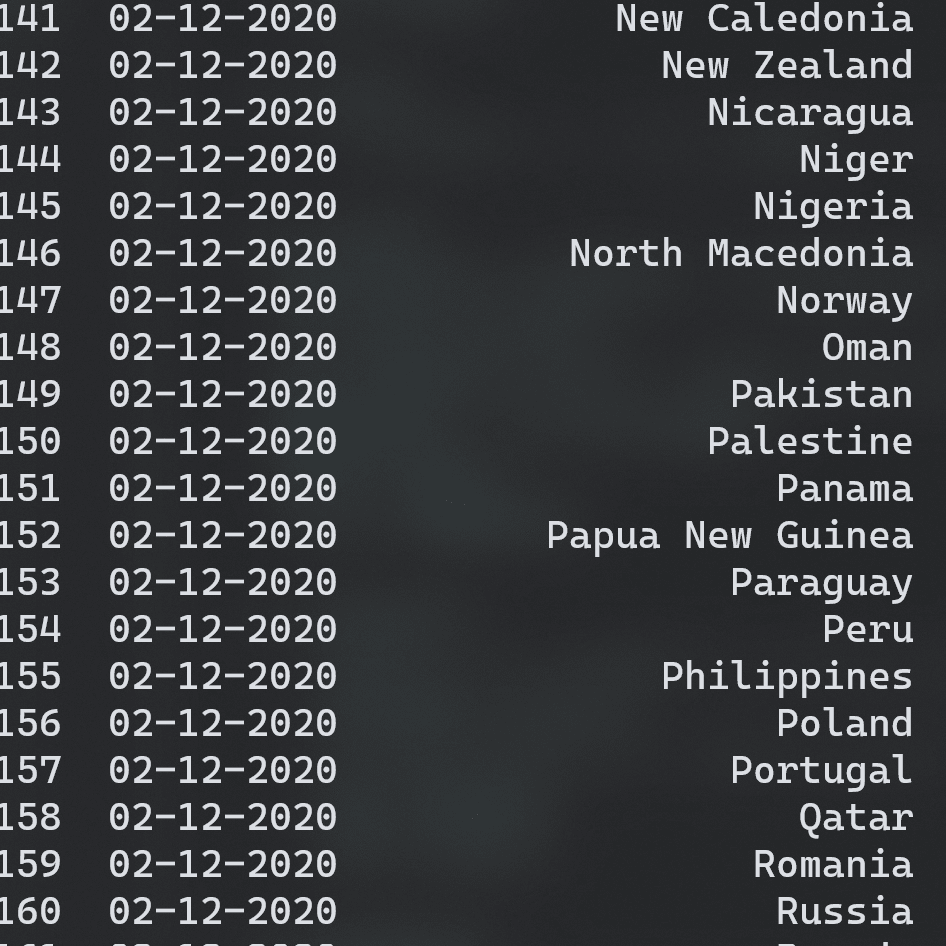 141 02-12-2020 New Caledonia
142 02-12-2020 New Zealand
143 02-12-2020 Nicaragua
144 02-12-2020 Niger
145 02-12-2020 Nigeria
146 02-12-2020 North Macedonia
147 02-12-2020 Norway
148 02-12-2020 Oman
149 02-12-2020 Pakistan
150 02-12-2020 Palestine
151 02-12-2020 Panama
152 02-12-2020 Papua New Guinea
153 02-12-2020 Paraguay
154 02-12-2020 Peru
155 02-12-2020 Philippines
156 02-12-2020 Poland
157 02-12-2020 Portugal
158 02-12-2020 Qatar
159 02-12-2020 Romania
160 02-12-2020 Russia